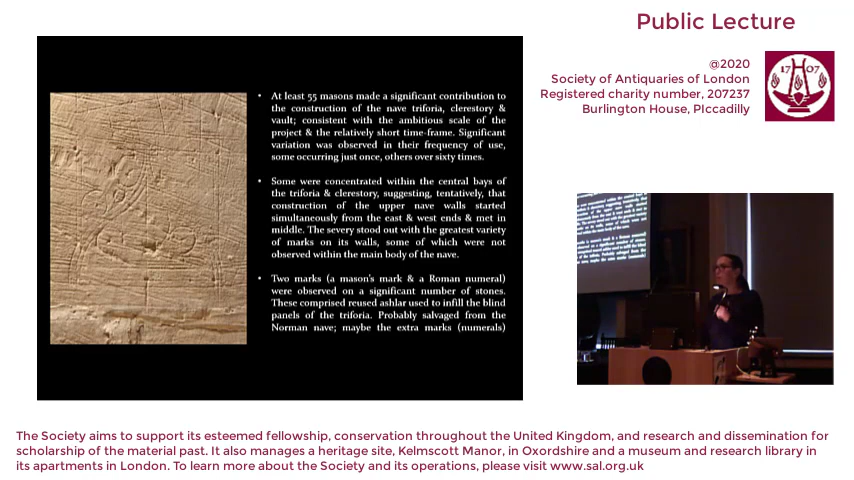 Public Lecture
@2020
Society of Antiquaries of London
Registered charity number, 207237
Burlington House, PIccadilly
17 07
• At least 55 masons made a significant contribution to
the construction of the nave triforia, clerestory &
vault; consistent with the ambitious scale of the
project & the relatively short time-frame. Significant
variation was observed in their frequency of use,
some occurring just once, others over sixty times.
• Some were concentrated within the central bays of
the triforia & clerestory, suggesting, tentatively, that
construction of the upper nave walls started
simultaneously from the east & west ends & met in
middle. The severy stood out with the greatest variety
of marks on its walls, some of which were not
observed within the main body of the nave.
• Two marks (a mason's mark & a Roman numeral)
were observed on a significant number of stones.
These comprised reused ashlar used to infill the blind
panels of the triforia. Probably salvaged from the
Norman nave; maybe the extra marks (numerals)
The Society aims to support its esteemed fellowship, conservation throughout the United Kingdom, and research and dissemination for
scholarship of the material past. It also manages a heritage site, Kelmscott Manor, in Oxordshire and a museum and research library in
its apartments in London. To learn more about the Society and its operations, please visit www.sal.org.uk